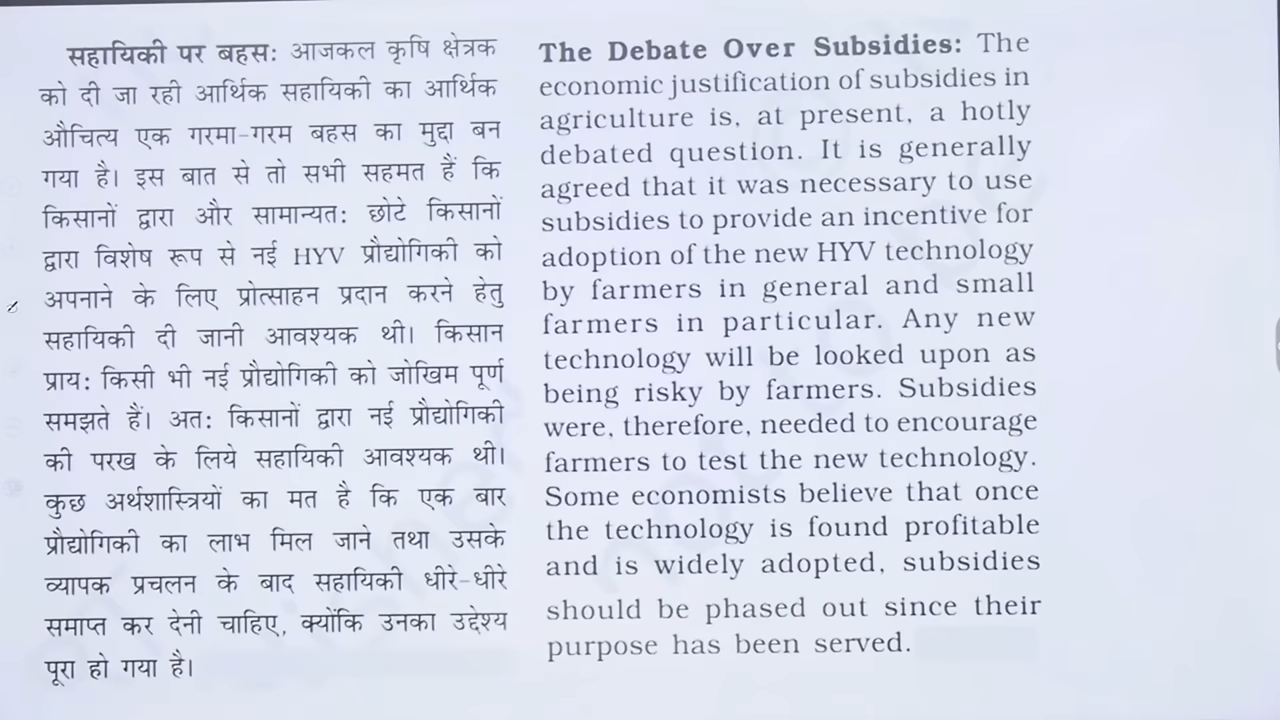 सहायिकी पर बहस: आजकल कृषि क्षेत्रक
को दी जा रही आर्थिक सहायिकी का आर्थिक
औचित्य एक गरमा-गरम बहस का मुद्दा बन
गया है। इस बात से तो सभी सहमत हैं कि
किसानों द्वारा और सामान्यत: छोटे किसानों
द्वारा विशेष रूप से नई HYV प्रौद्योगिकी को
अपनाने के लिए प्रोत्साहन प्रदान करने हेतु
सहायिकी दी जानी आवश्यक थी। किसान
प्राय: किसी भी नई प्रौद्योगिकी को जोखिम पूर्ण
समझते हैं। अत: किसानों द्वारा नई प्रौद्योगिकी
की परख के लिये सहायिकी आवश्यक थी।
कुछ अर्थशास्त्रियों का मत है कि एक बार
प्रौद्योगिकी का लाभ मिल जाने तथा उसके
व्यापक प्रचलन के बाद सहायिकी धीरे-धीरे
समाप्त कर देनी चाहिए, क्योंकि उनका उद्देश्य
पूरा हो गया है।
The Debate Over Subsidies: The
economic justification of subsidies in
agriculture is, at present, a hotly
debated question. It is generally
agreed that it was necessary to use
subsidies to provide an incentive for
adoption of the new HYV technology
by farmers in general and small
farmers in particular. Any new
technology will be looked upon as
being risky by farmers. Subsidies
were, therefore, needed to encourage
farmers to test the new technology.
Some economists believe that once
the technology is found profitable
and is widely adopted, subsidies
should be phased out since their
purpose has been served.